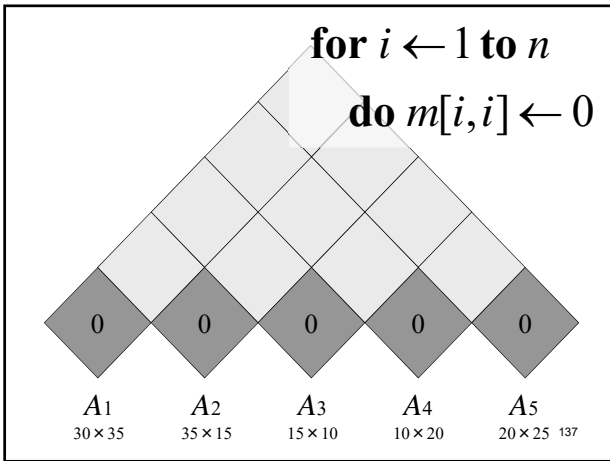 for i ← 1 to n
do m[i,i] ← 0
0 0 0 0 0
A1 A2 A3 A4 A5
30 × 35 35 × 15 15 × 10 10 × 20 20 × 25 137